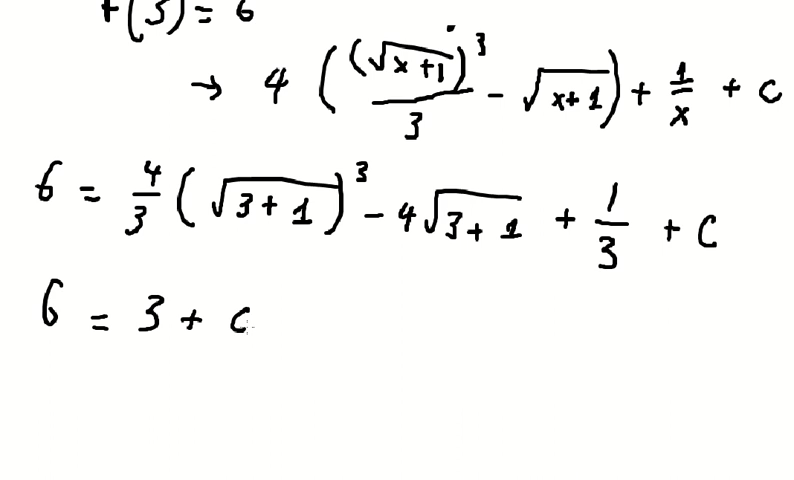 f(3) = 6
→ 4 ( (√(x+1))³/3 - √(x+1) ) + 1/x + c
6 = 4/3 ( √(3+1) )³ - 4√(3+1) + 1/3 + C
6 = 3 + c